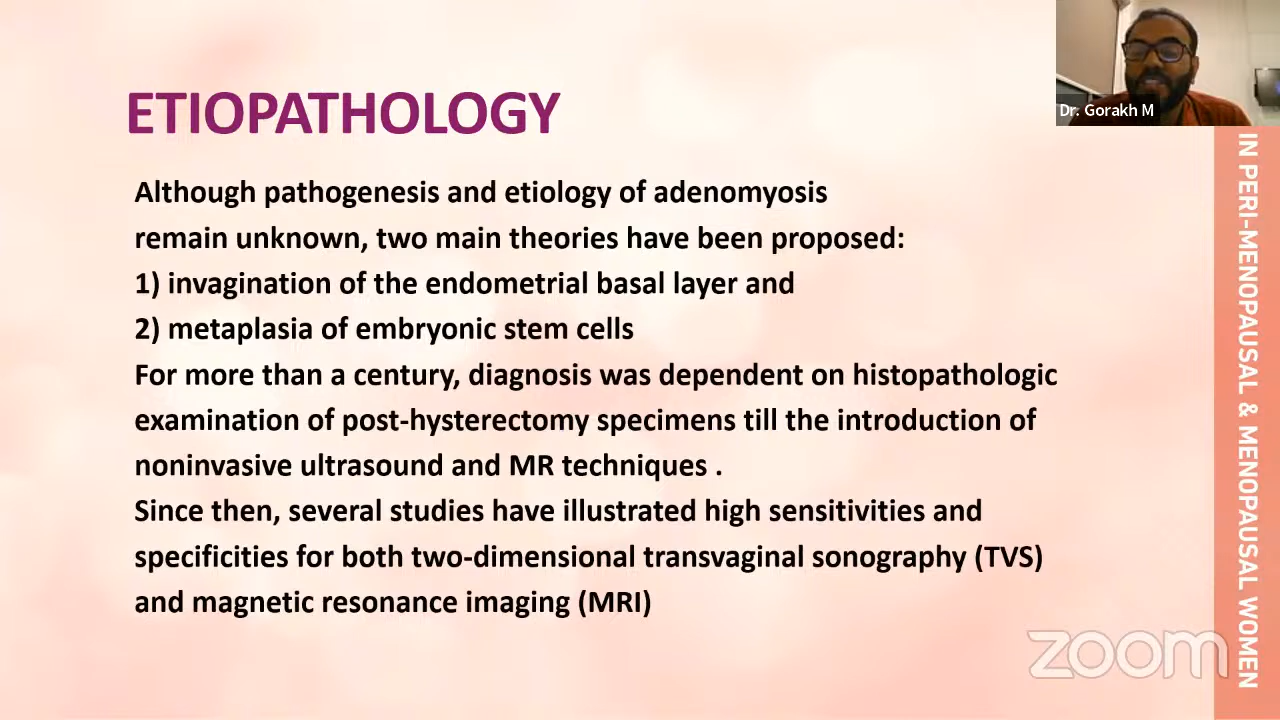 ETIOPATHOLOGY
Although pathogenesis and etiology of adenomyosis
remain unknown, two main theories have been proposed:
1) invagination of the endometrial basal layer and
2) metaplasia of embryonic stem cells
For more than a century, diagnosis was dependent on histopathologic
examination of post-hysterectomy specimens till the introduction of
noninvasive ultrasound and MR techniques .
Since then, several studies have illustrated high sensitivities and
specificities for both two-dimensional transvaginal sonography (TVS)
and magnetic resonance imaging (MRI)
Dr. Gorakh M
IN PERI-MENOPAUSAL & MENOPAUSAL WOMEN
zoom